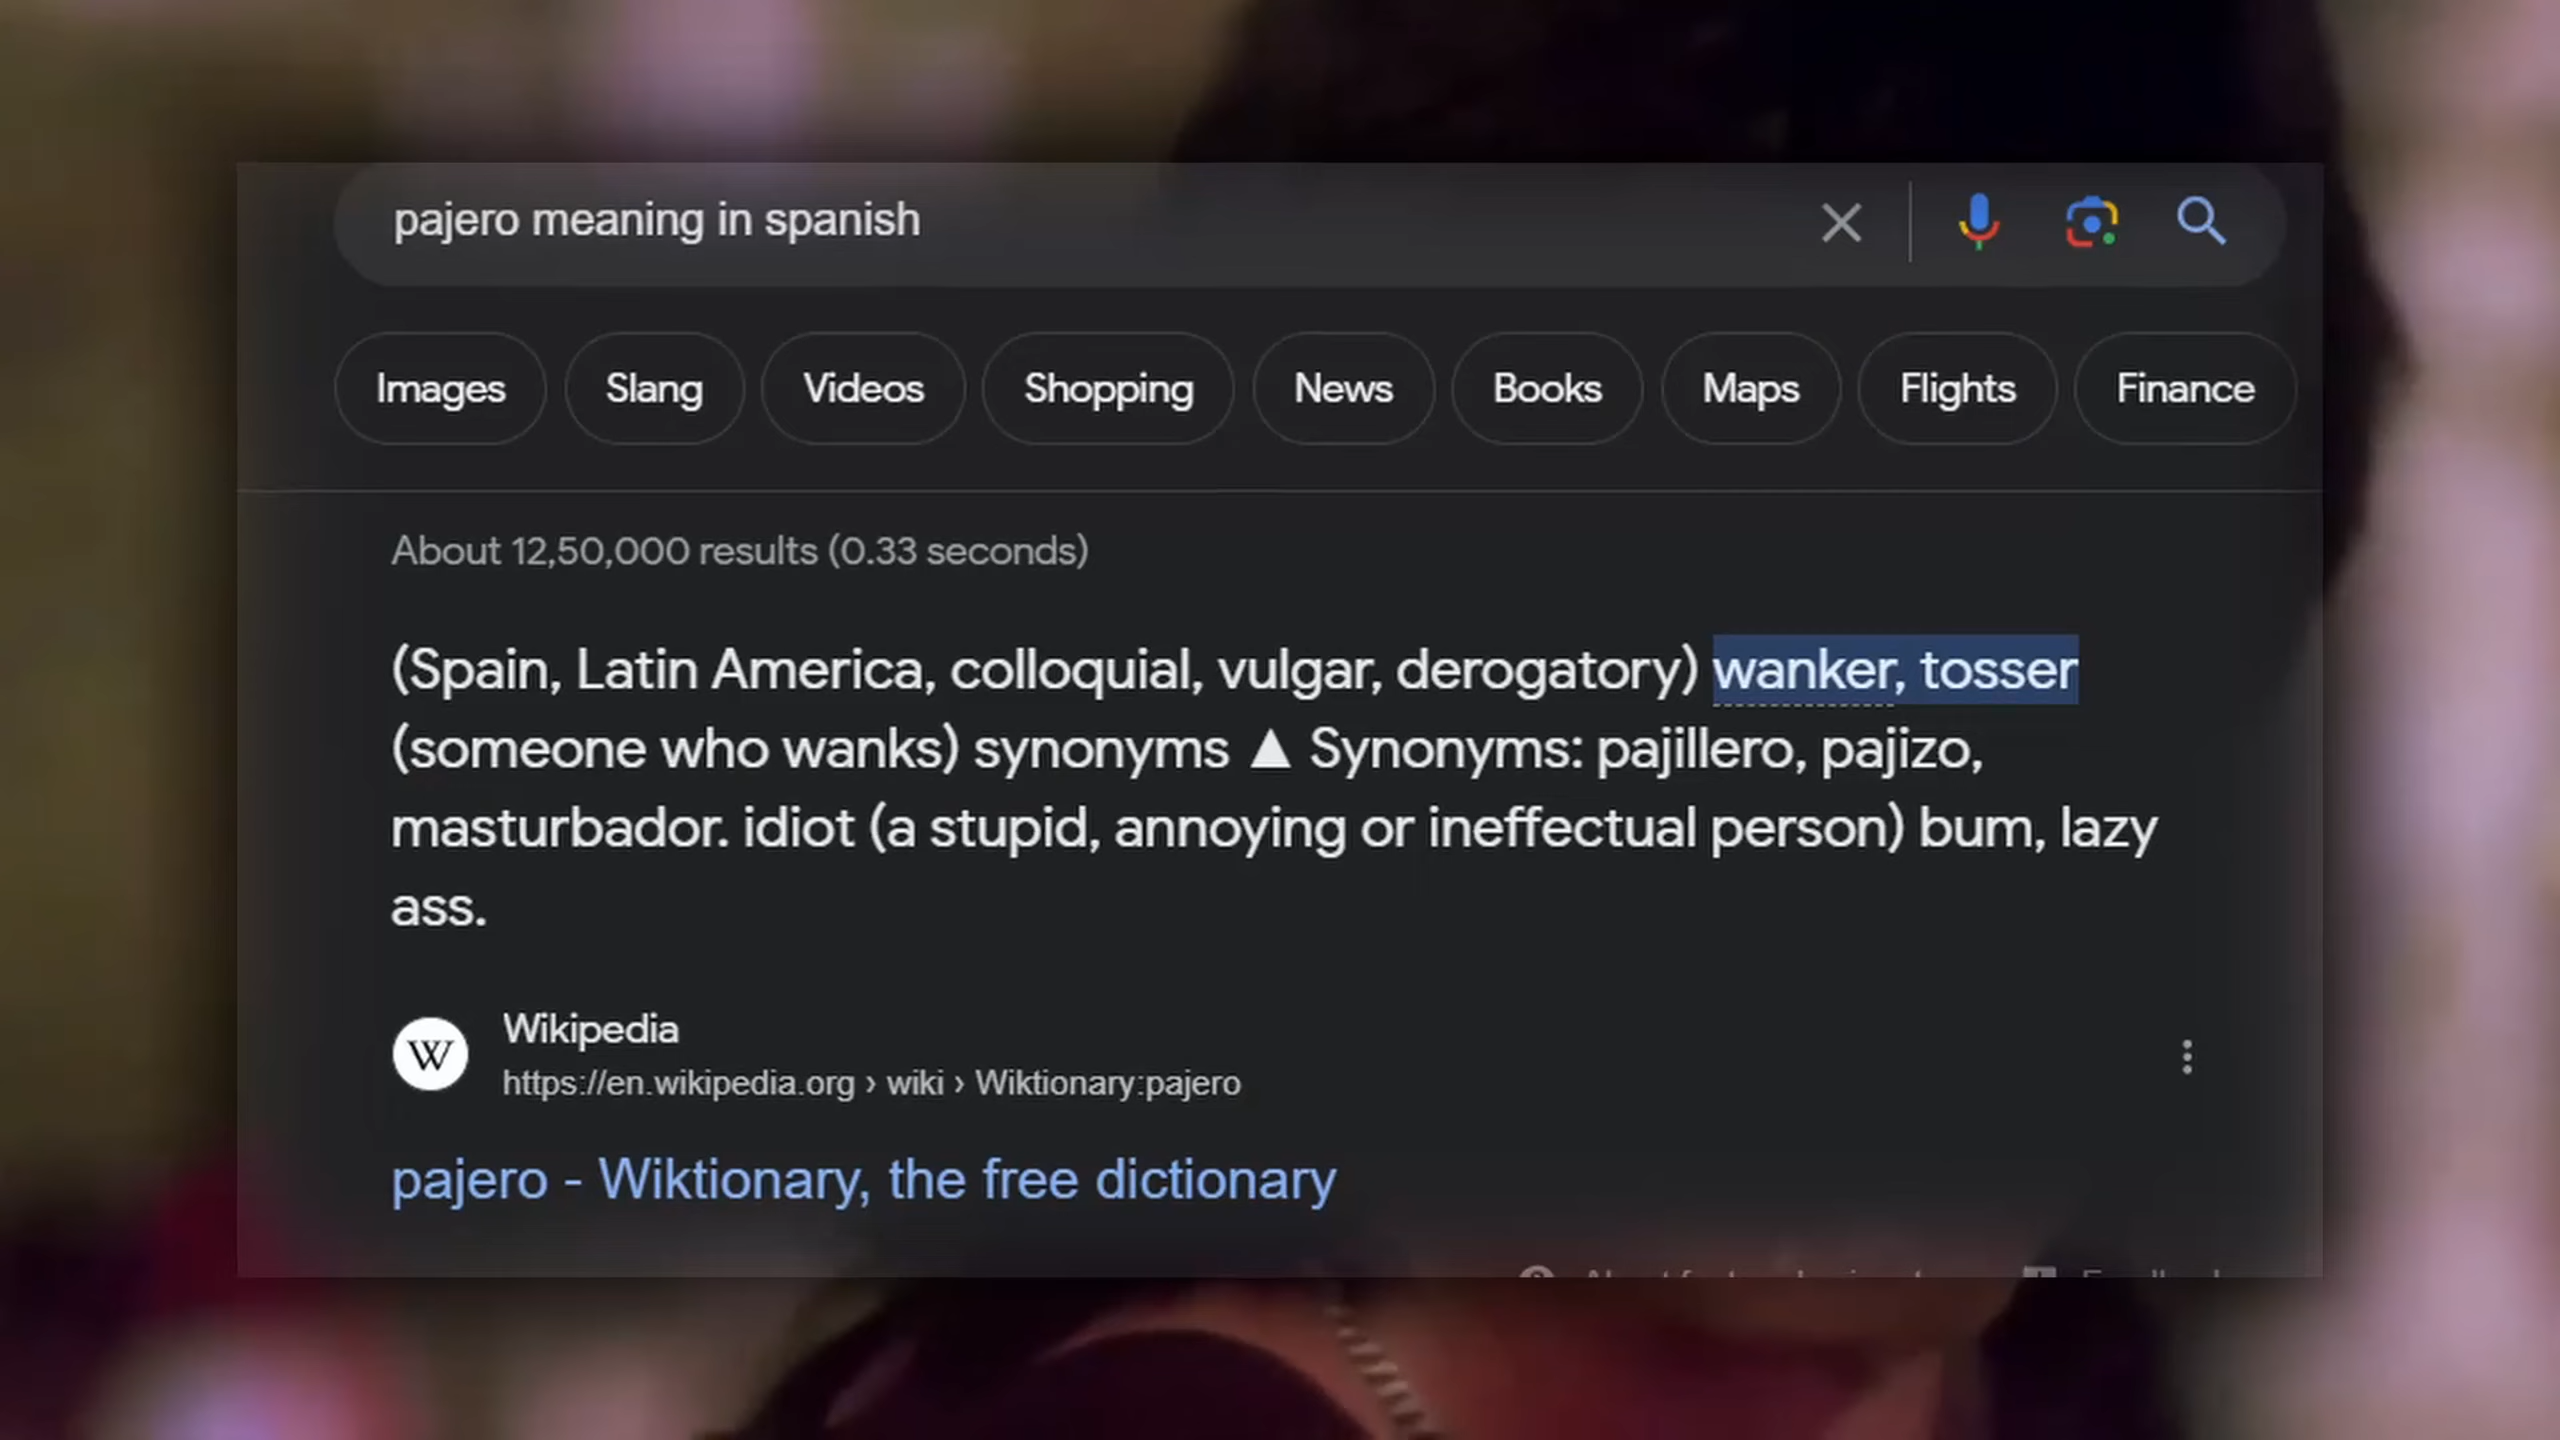 pajero meaning in spanish
Images Slang Videos Shopping News Books Maps Flights Finance
About 12,50,000 results (0.33 seconds)
(Spain, Latin America, colloquial, vulgar, derogatory) wanker, tosser
(someone who wanks) synonyms ▲ Synonyms: pajillero, pajizo,
masturbador. idiot (a stupid, annoying or ineffectual person) bum, lazy
ass.
W
Wikipedia
https://en.wikipedia.org › wiki › Wiktionary:pajero
pajero - Wiktionary, the free dictionary